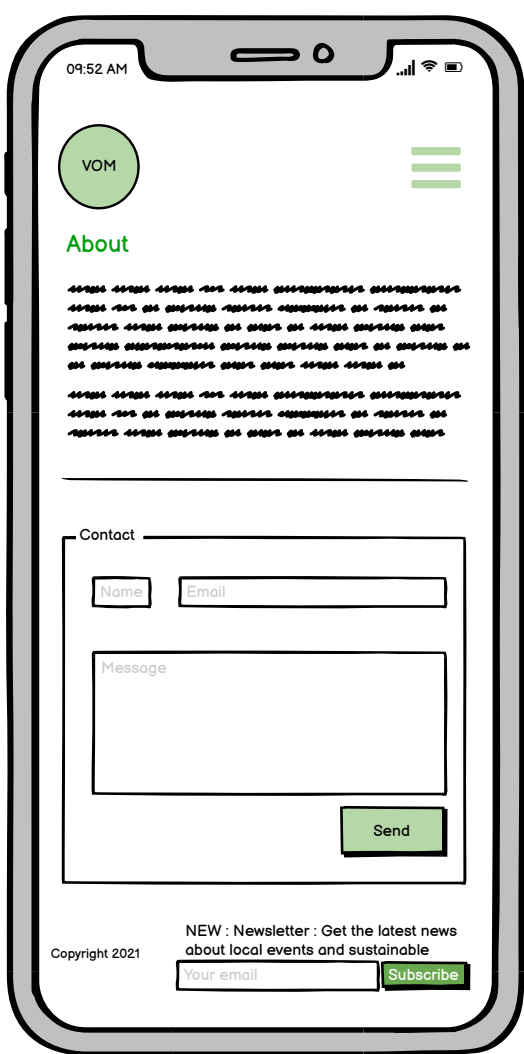 09:52 AM
VOM
About
Contact
Name
Email
Message
Send
NEW : Newsletter : Get the latest news
about local events and sustainable
Copyright 2021
Your email
Subscribe